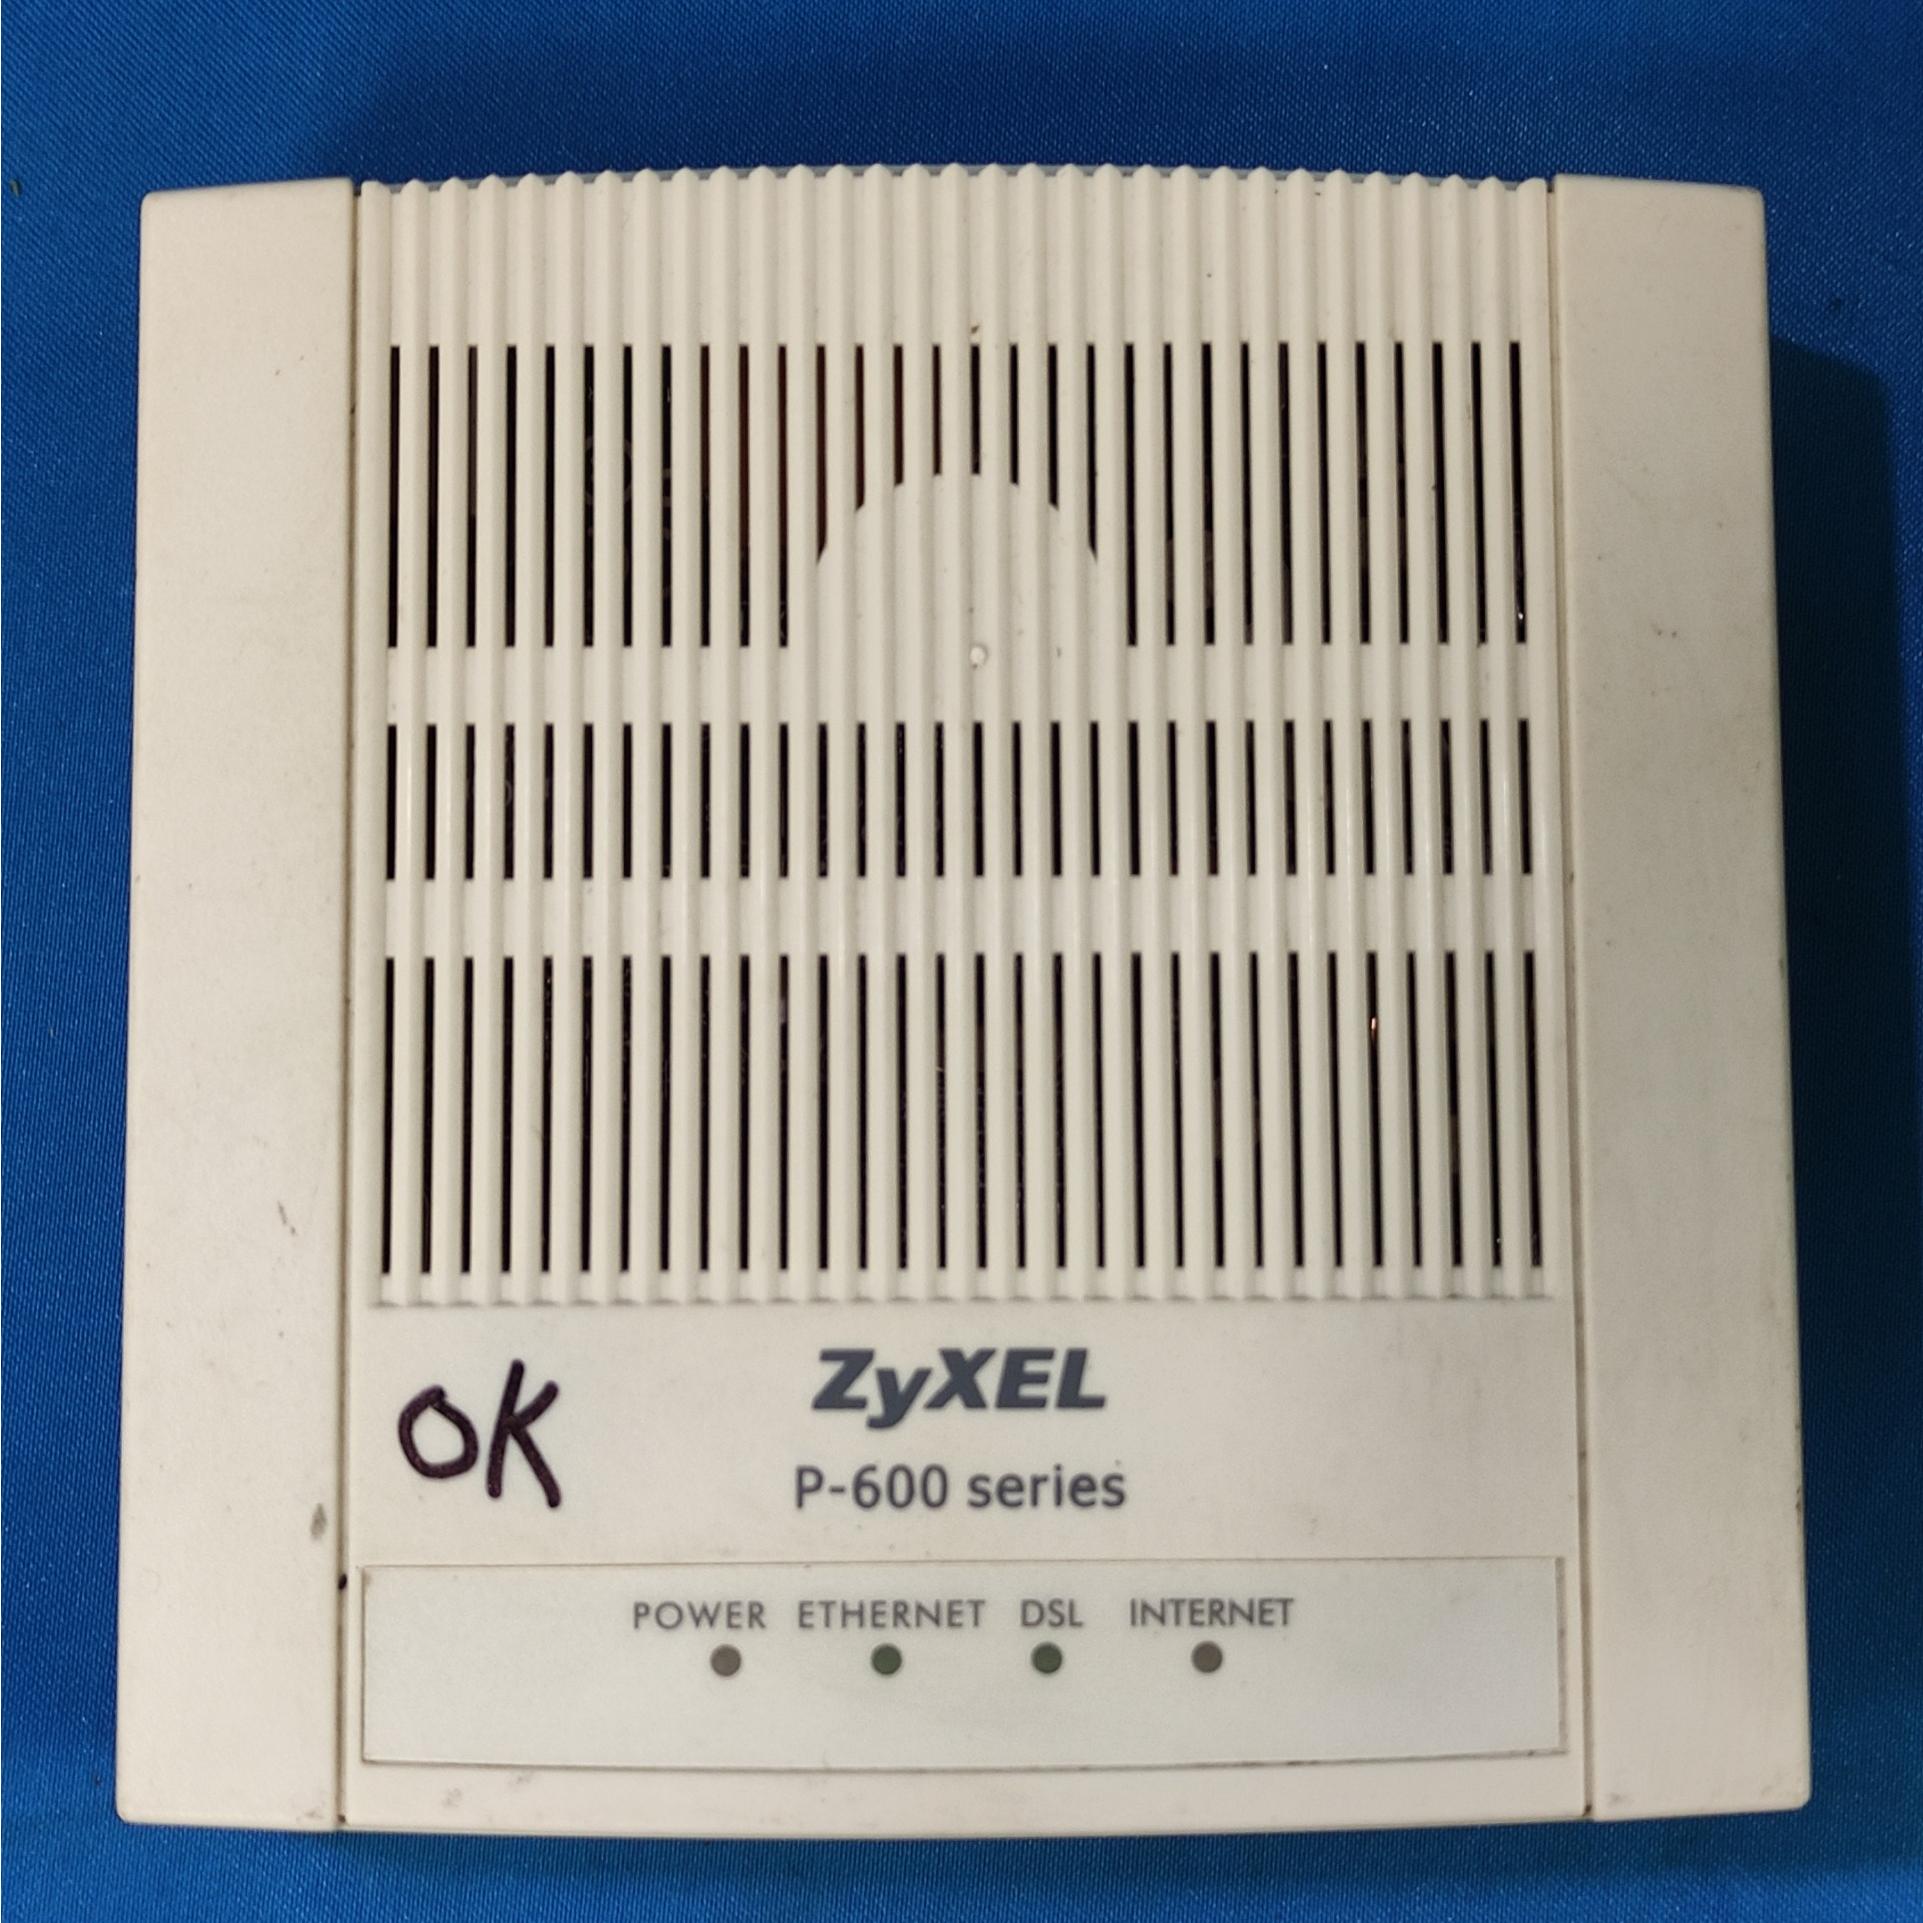 ZyXEL
OK
P-600 series
POWER ETHERNET DSL INTERNET